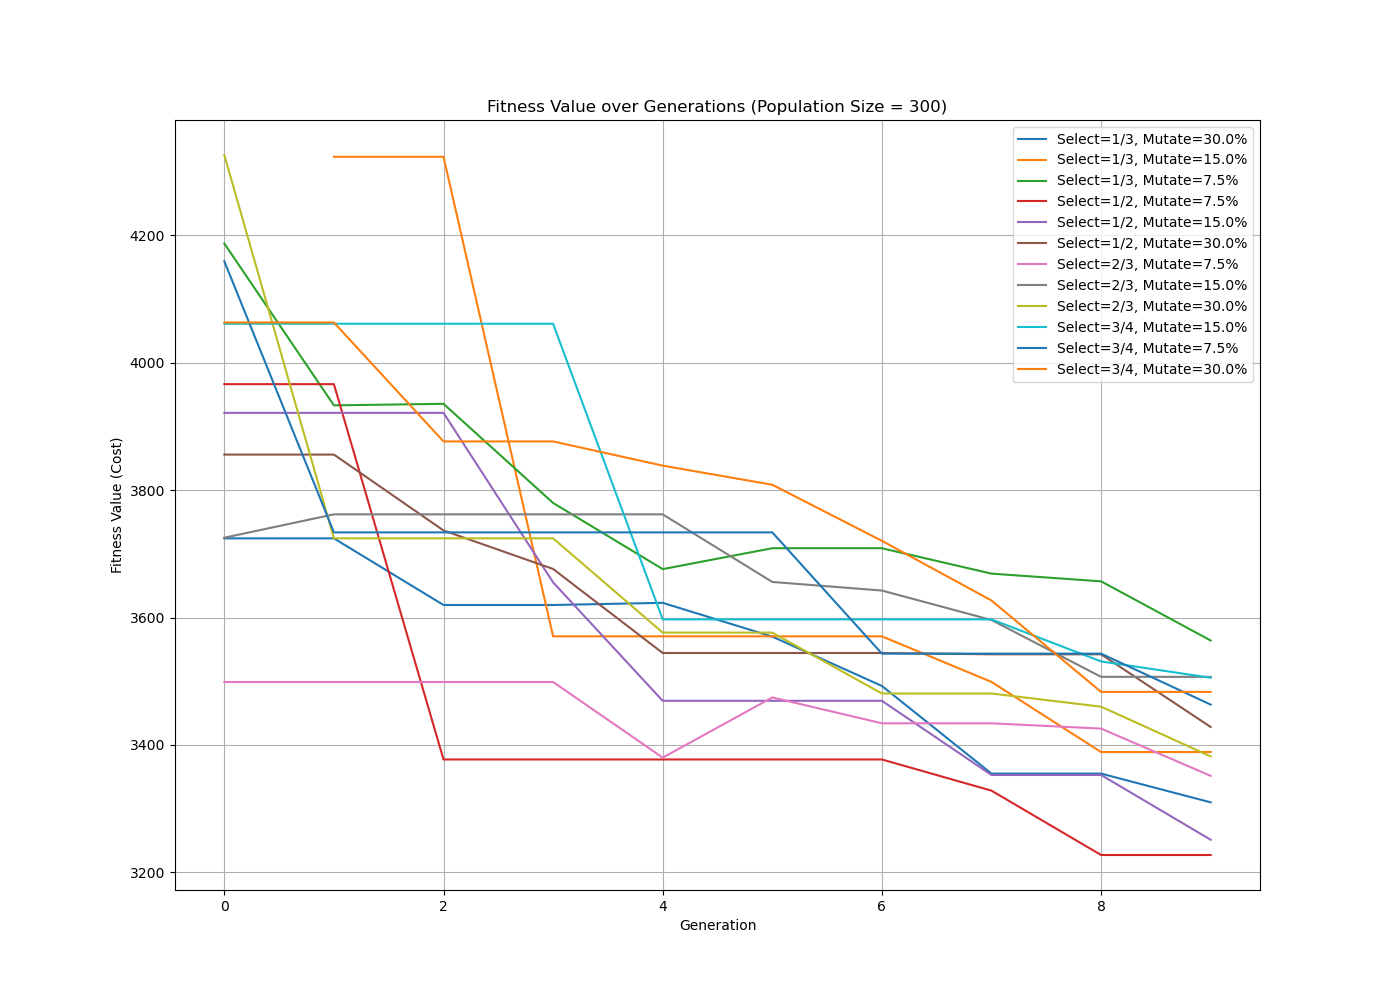 Fitness Value over Generations (Population Size = 300)
Select=1/3, Mutate=30.0%
Select=1/3, Mutate=15.0%
Select=1/3, Mutate=7.5%
Select=1/2, Mutate=7.5%
Select=1/2, Mutate=15.0%
Select=1/2, Mutate=30.0%
Select=2/3, Mutate=7.5%
Select=2/3, Mutate=15.0%
Select=2/3, Mutate=30.0%
Select=3/4, Mutate=15.0%
Select=3/4, Mutate=7.5%
Select=3/4, Mutate=30.0%
Fitness Value (Cost)
4200
4000
3800
3600
3400
3200
0 2 4 6 8
Generation